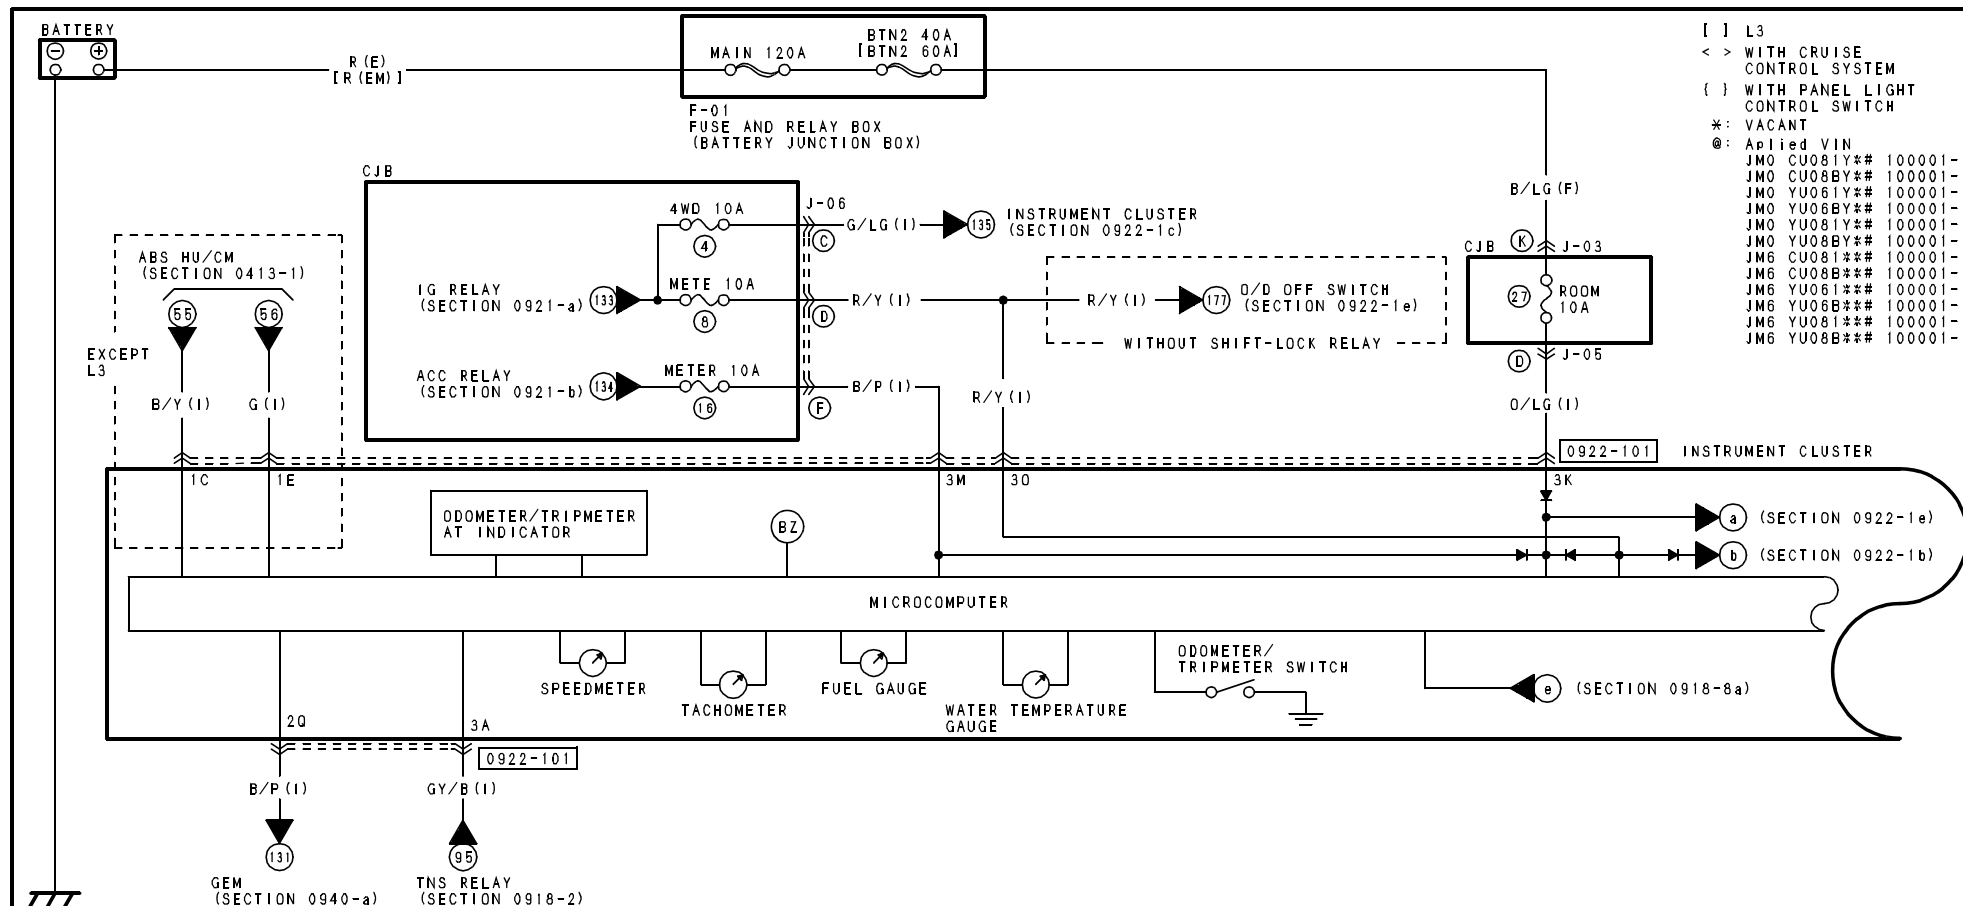 BATTERY
R(E)
[R(EM)]
MAIN 120A
BTN2 40A
[BTN2 60A]
F-01
FUSE AND RELAY BOX
(BATTERY JUNCTION BOX)
[ ] L3
< > WITH CRUISE
CONTROL SYSTEM
{ } WITH PANEL LIGHT
CONTROL SWITCH
*: VACANT
@: Aplied VIN
JM0 CU081Y*# 100001-
JM0 CU08BY*# 100001-
JM0 YU061Y*# 100001-
JM0 YU06BY*# 100001-
JM0 YU081Y*# 100001-
JM0 YU08BY*# 100001-
JM6 CU081**# 100001-
JM6 CU08B**# 100001-
JM6 YU061**# 100001-
JM6 YU06B**# 100001-
JM6 YU081**# 100001-
JM6 YU08B**# 100001-
CJB
4WD 10A
4
J-06
C
G/LG(I)
135
INSTRUMENT CLUSTER
(SECTION 0922-1c)
IG RELAY
(SECTION 0921-a)
133
METE 10A
8
D
R/Y(I)
R/Y(I)
177
O/D OFF SWITCH
(SECTION 0922-1e)
WITHOUT SHIFT-LOCK RELAY
ACC RELAY
(SECTION 0921-b)
134
METER 10A
16
F
B/P(I)
R/Y(I)
B/LG(F)
CJB
K
J-03
27
ROOM
10A
D
J-05
O/LG(I)
ABS HU/CM
(SECTION 0413-1)
55
56
EXCEPT
L3
B/Y(I)
G(I)
0922-101
INSTRUMENT CLUSTER
1C
1E
3M
3O
3K
ODOMETER/TRIPMETER
AT INDICATOR
BZ
a
(SECTION 0922-1e)
b
(SECTION 0922-1b)
MICROCOMPUTER
SPEEDMETER
TACHOMETER
FUEL GAUGE
WATER TEMPERATURE
GAUGE
ODOMETER/
TRIPMETER SWITCH
e
(SECTION 0918-8a)
2Q
3A
0922-101
B/P(I)
GY/B(I)
131
95
GEM
(SECTION 0940-a)
TNS RELAY
(SECTION 0918-2)